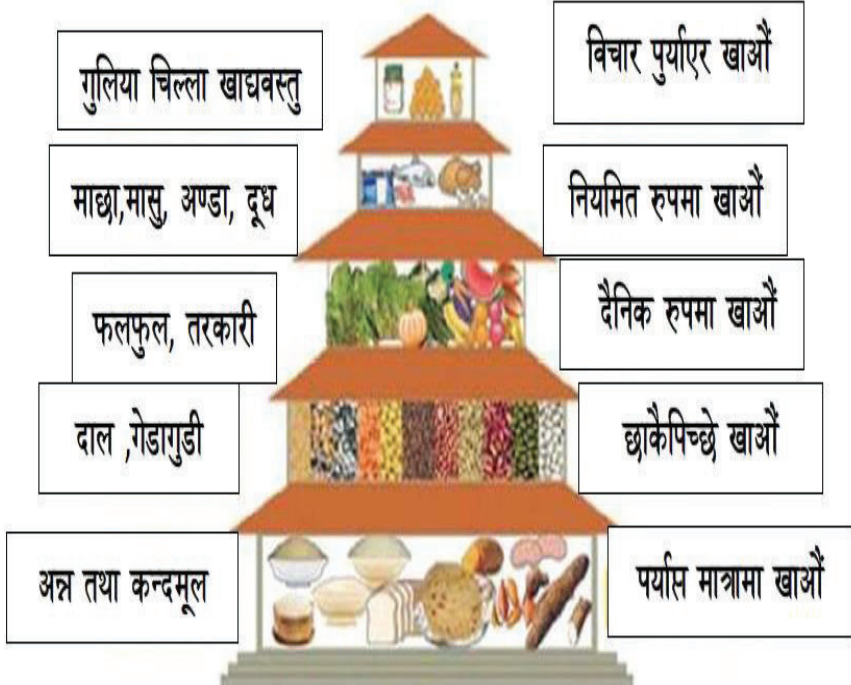 गुलिया चिल्ला खाद्यवस्तु
विचार पुर्याएर खाऔं
माछा,मासु, अण्डा, दूध
नियमित रुपमा खाऔं
फलफुल, तरकारी
दैनिक रुपमा खाऔं
दाल ,गेडागुडी
छाकैपिच्छे खाऔं
अन्न तथा कन्दमूल
पर्याप्त मात्रामा खाऔं